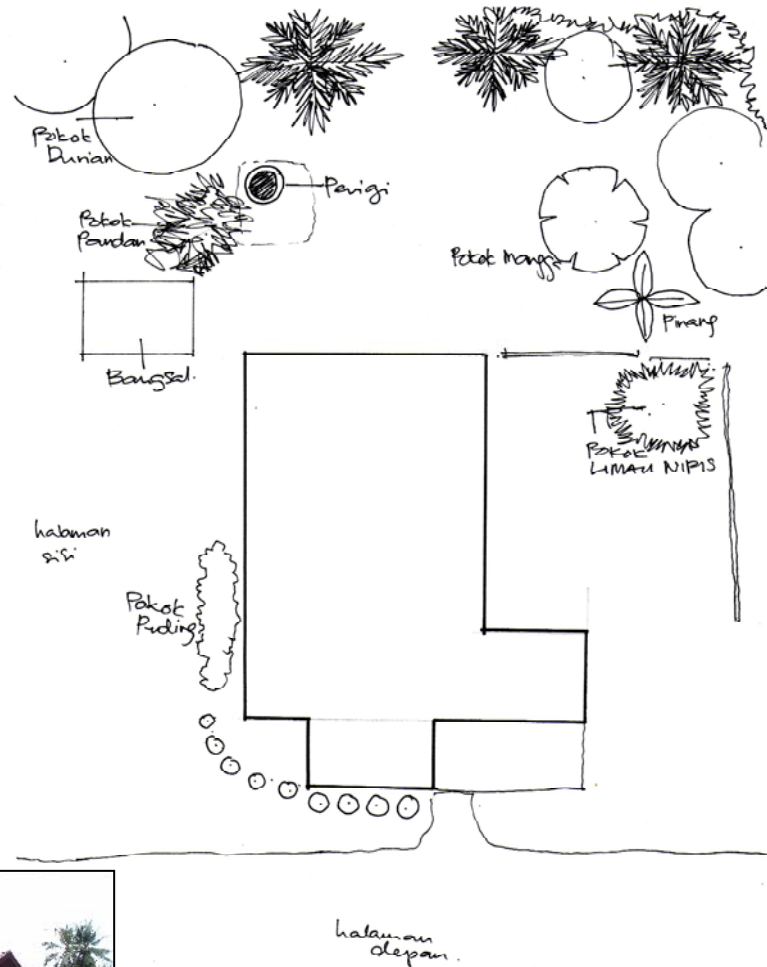 Pokok
Durian
Perigi
Pokok
Pandan
Pokok Mangga
Pinang
Bangsal.
Pokok
LIMAU NIPIS
halaman
sisi
Pokok
Puding
halaman
depan.